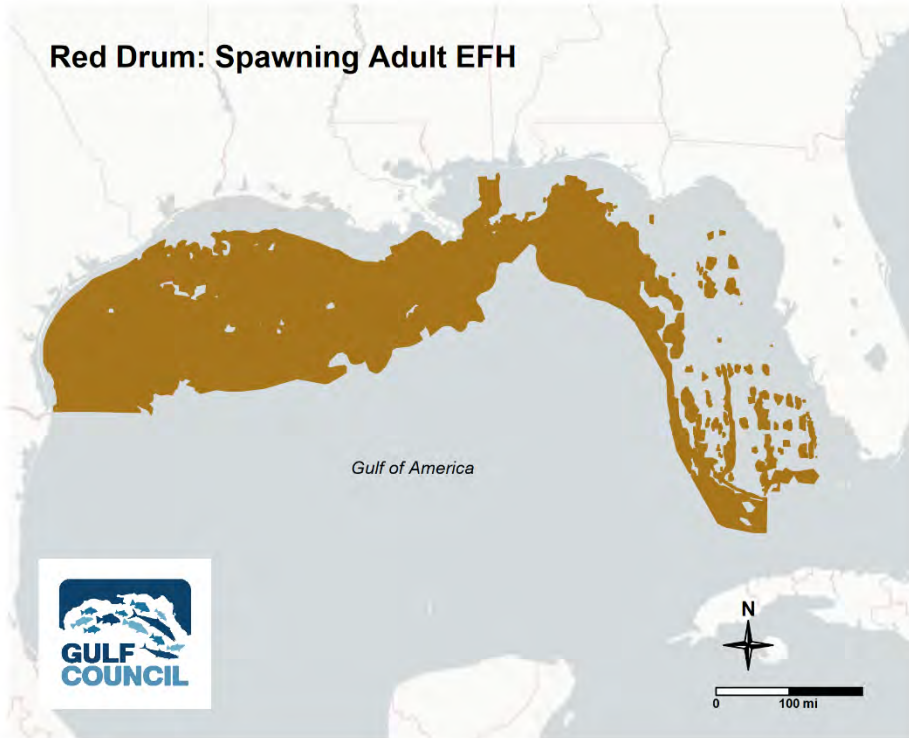 Red Drum: Spawning Adult EFH
Gulf of America
GULF
COUNCIL
N
0 100 mi